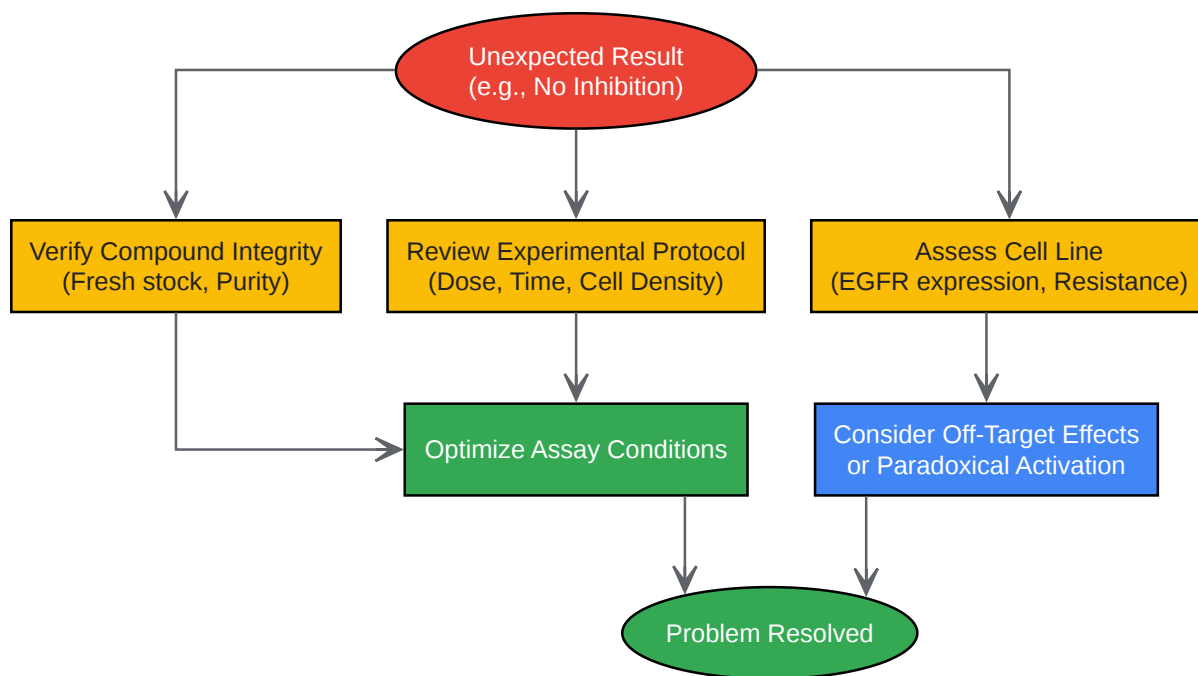 Unexpected Result
(e.g., No Inhibition)
Verify Compound Integrity
(Fresh stock, Purity)
Review Experimental Protocol
(Dose, Time, Cell Density)
Assess Cell Line
(EGFR expression, Resistance)
Optimize Assay Conditions
Consider Off-Target Effects
or Paradoxical Activation
Problem Resolved